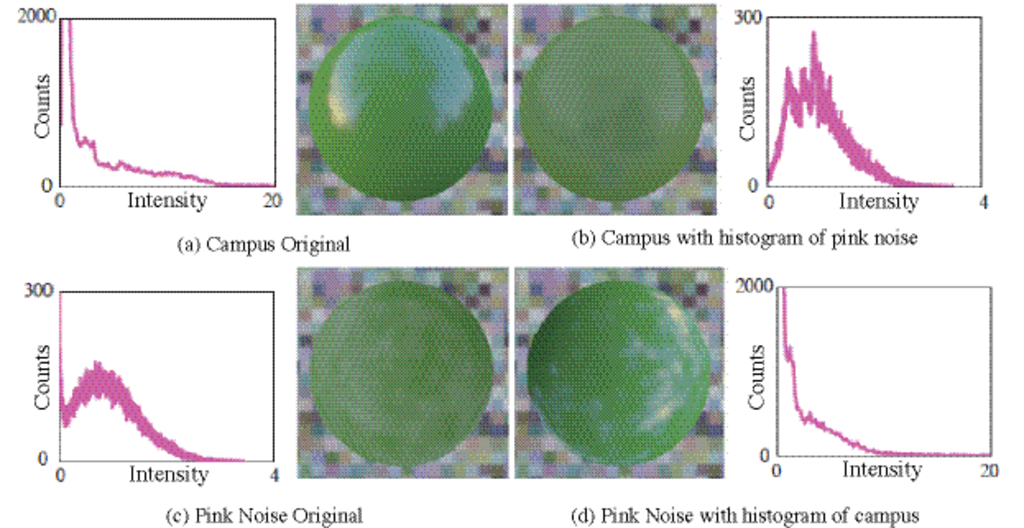 2000
300
Counts
Counts
0
0
0
Intensity
20
0
Intensity
4
(a) Campus Original
(b) Campus with histogram of pink noise
300
2000
Counts
Counts
0
0
0
Intensity
4
0
Intensity
20
(c) Pink Noise Original
(d) Pink Noise with histogram of campus